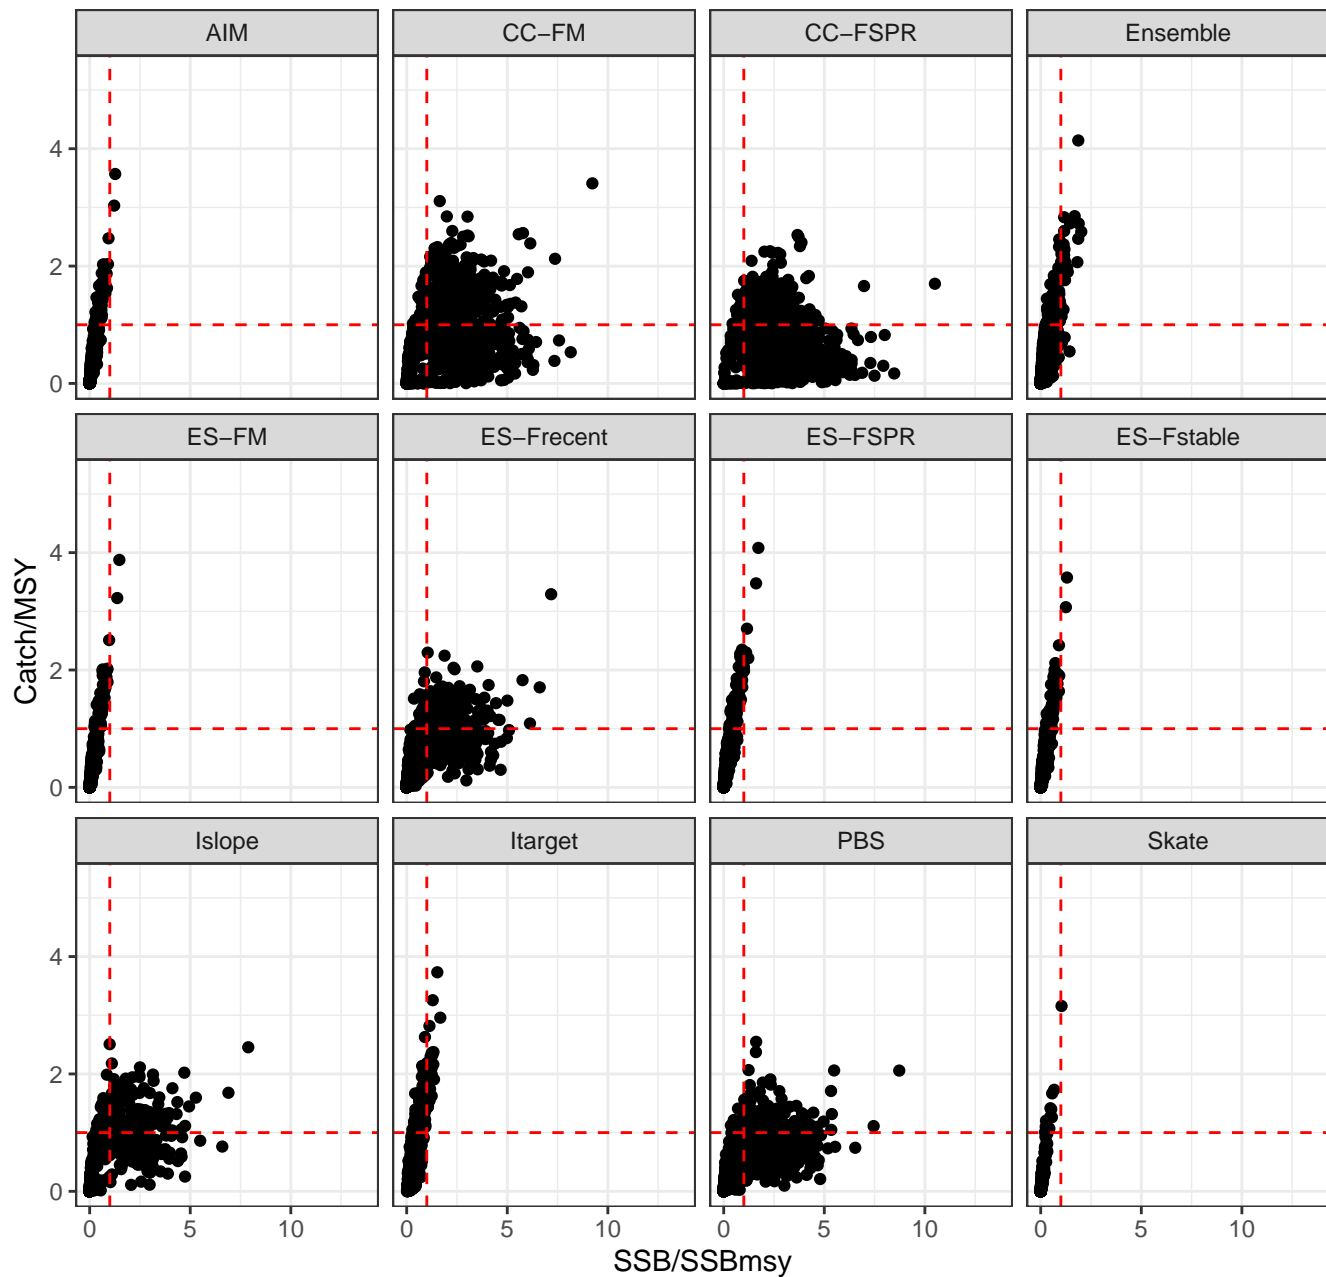 AIM CC−FM CC−FSPR Ensemble
4
2
0
ES−FM ES−Frecent ES−FSPR ES−Fstable
4
2
0
Catch/MSY
Islope Itarget PBS Skate
4
2
0
0 5 10 0 5 10 0 5 10 0 5 10
SSB/SSBmsy